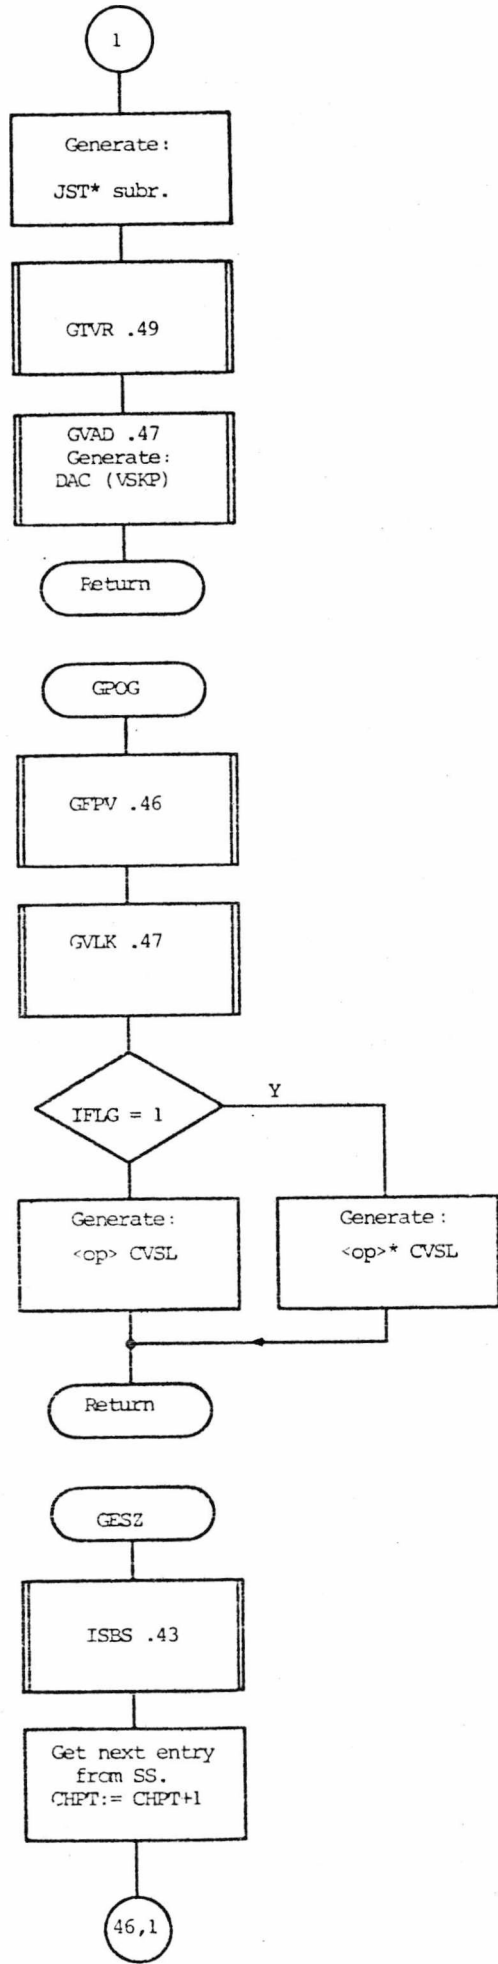 1
Generate:
JST* subr.
GTVR .49
GVAD .47
Generate:
DAC (VSKP)
Return
GPOG
GFPV .46
GVLK .47
IFLG = 1
Y
Generate:
<op> CVSL
Generate:
<op>* CVSL
Return
GESZ
ISBS .43
Get next entry
from SS.
CHPT:= CHPT+1
46,1